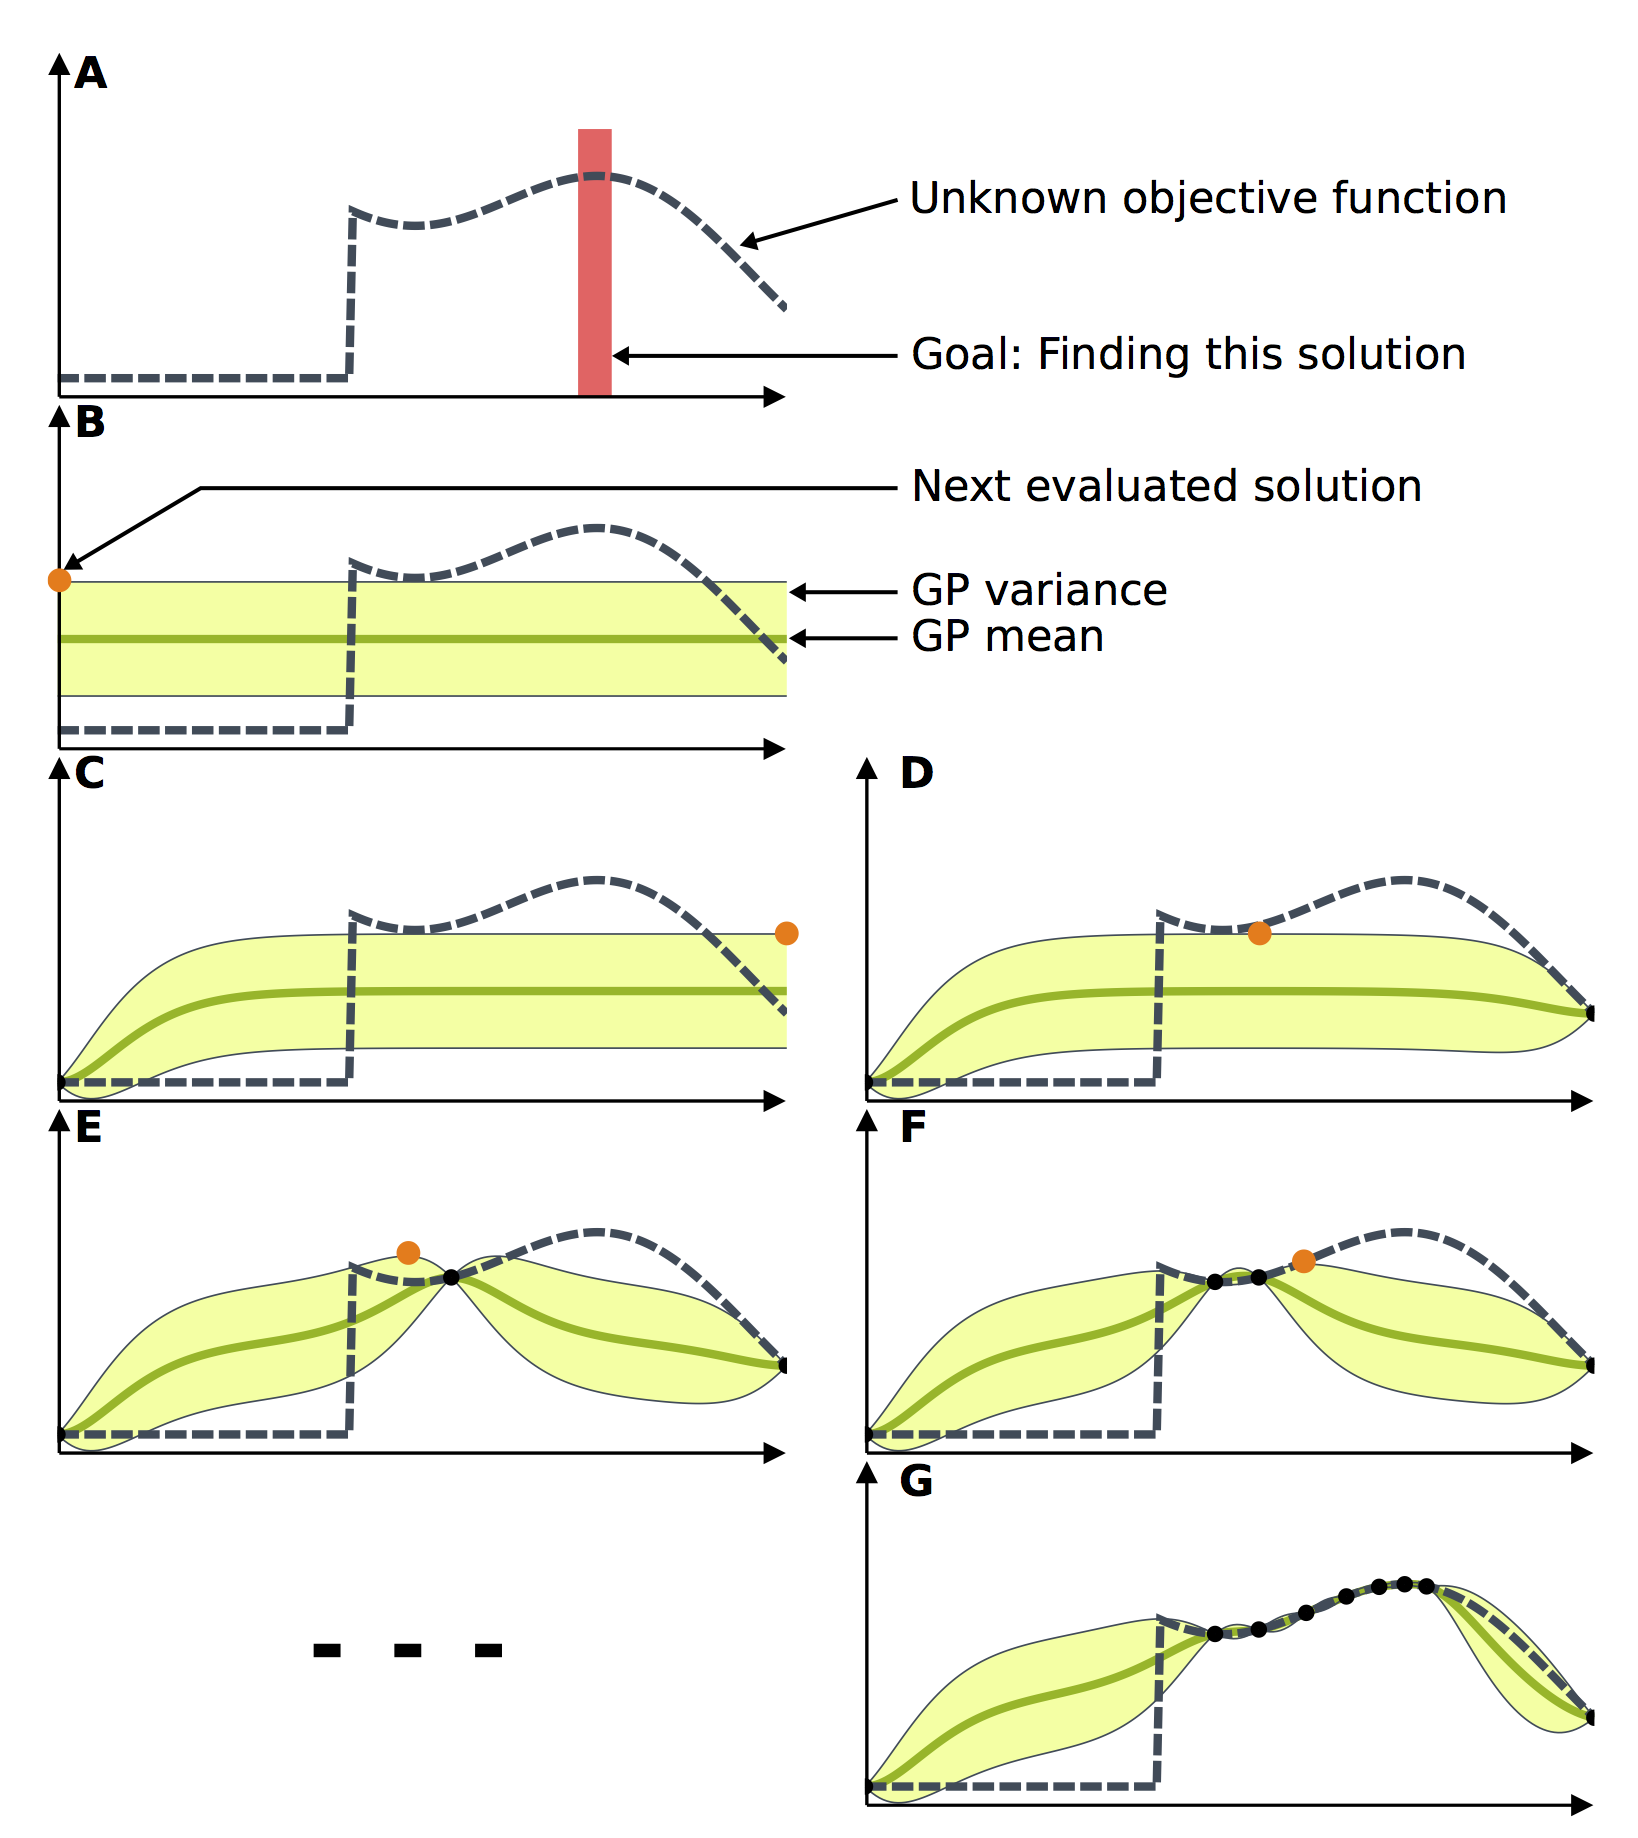 A
Unknown objective function
Goal: Finding this solution
B
Next evaluated solution
GP variance
GP mean
C
D
E
F
G